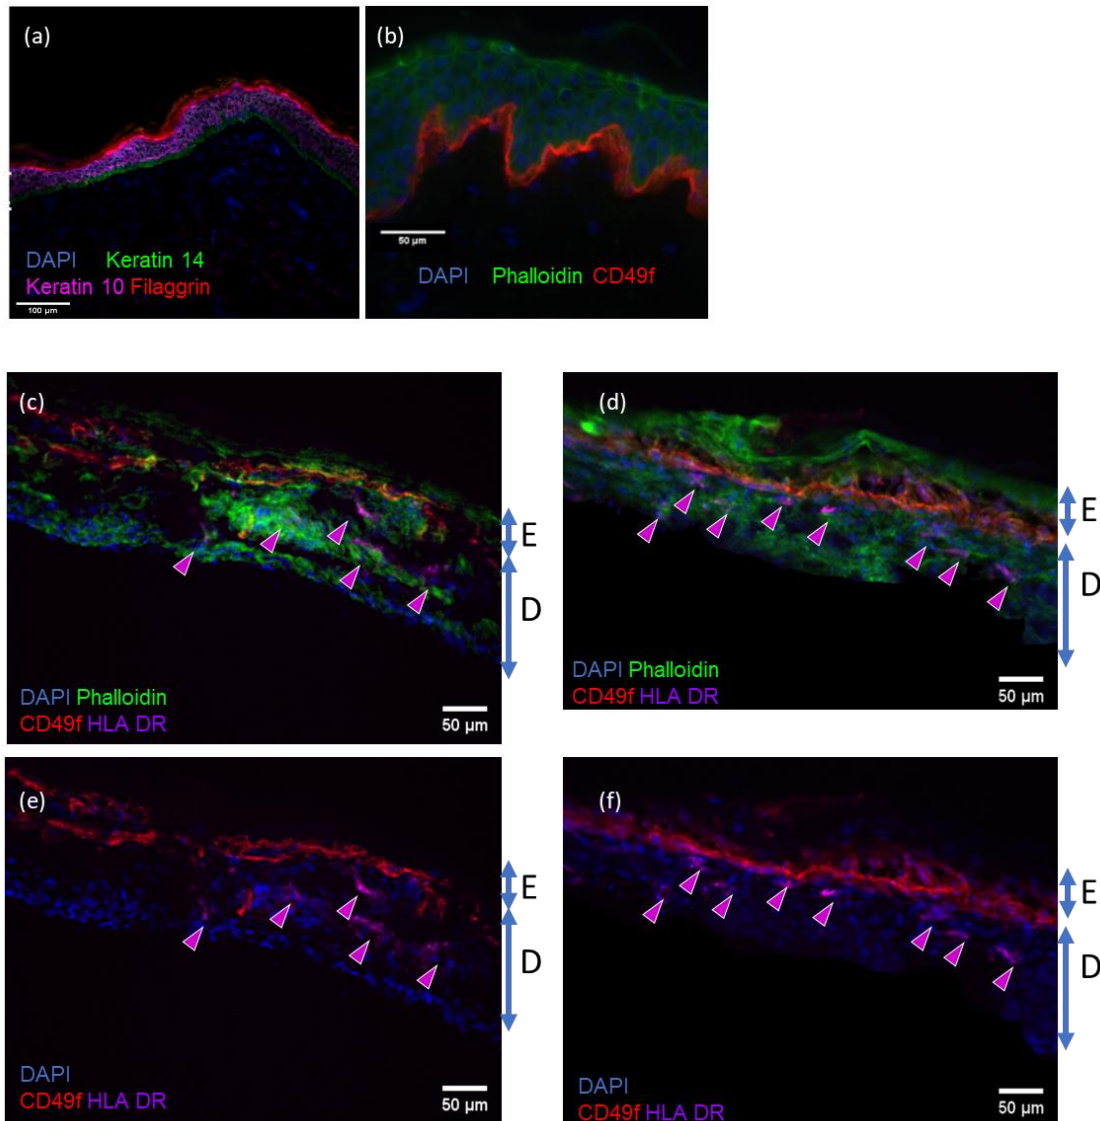 (a)
DAPI Keratin 14
Keratin 10 Filaggrin
100 µm
(b)
50 µm
DAPI Phalloidin CD49f
(c)
E
D
DAPI Phalloidin
CD49f HLA DR
50 µm
(d)
E
D
DAPI Phalloidin
CD49f HLA DR
50 µm
(e)
E
D
DAPI
CD49f HLA DR
50 µm
(f)
E
D
DAPI
CD49f HLA DR
50 µm